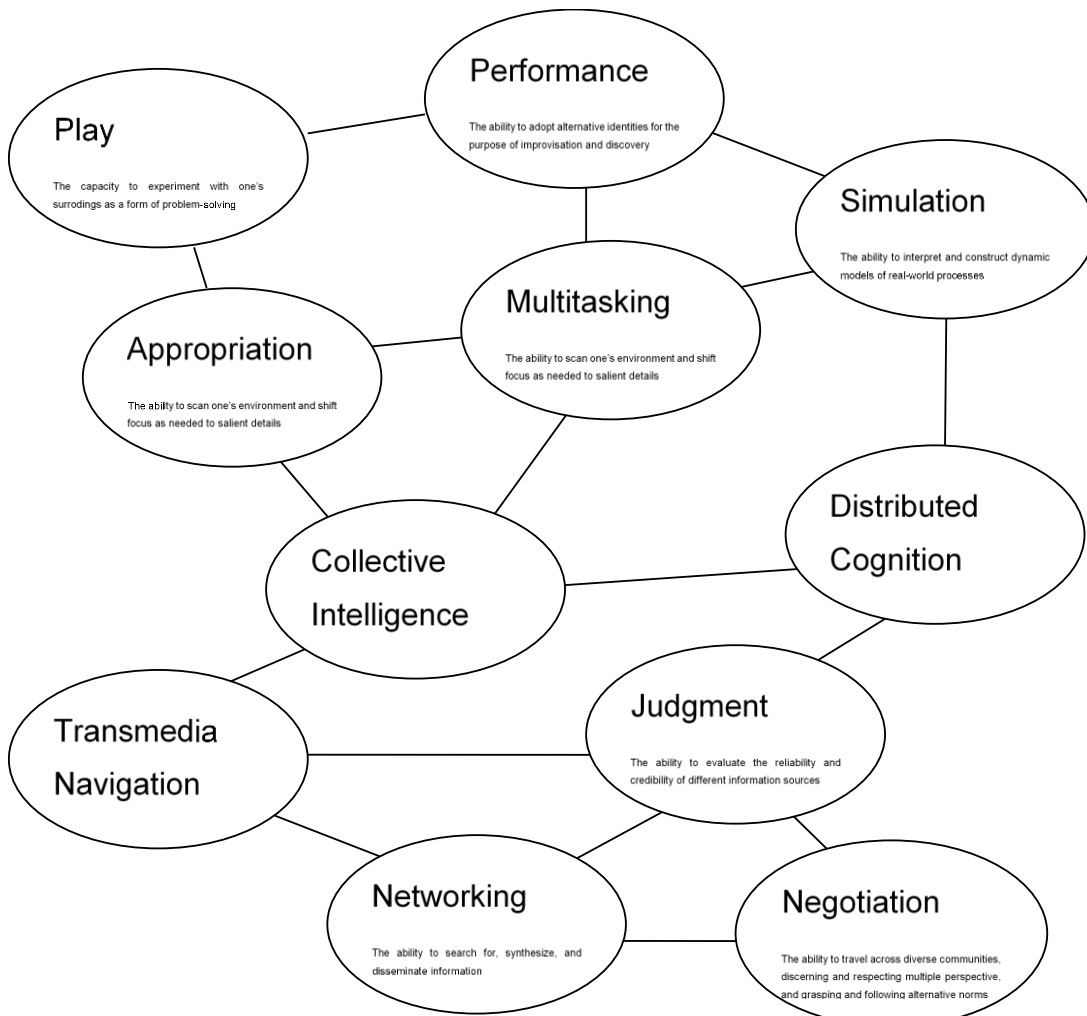 Performance
The ability to adopt alternative identities for the
purpose of improvisation and discovery
Play
The capacity to experiment with one's
surrodings as a form of problem-solving
Simulation
The ability to interpret and construct dynamic
models of real-world processes
Multitasking
The ability to scan one's environment and shift
focus as needed to salient details
Appropriation
The ability to scan one's environment and shift
focus as needed to salient details
Distributed
Cognition
Collective
Intelligence
Transmedia
Navigation
Judgment
The ability to evaluate the reliability and
credibility of different information sources
Networking
The ability to search for, synthesize, and
disseminate information
Negotiation
The ability to travel across diverse communities,
discerning and respecting multiple perspective,
and grasping and following alternative norms